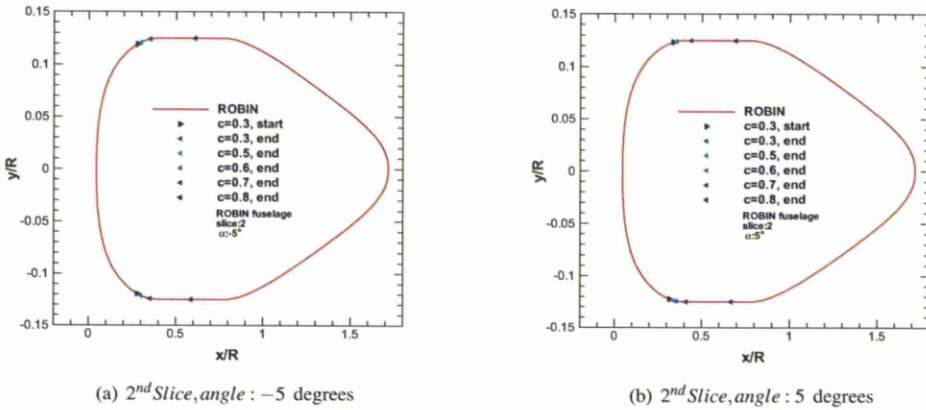 0.15
0.1
0.05
0
-0.05
-0.1
-0.15
y/R
0
0.5
1
1.5
x/R
ROBIN
c=0.3, start
c=0.3, end
c=0.5, end
c=0.6, end
c=0.7, end
c=0.8, end
ROBIN fuselage
slice:2
α:-5°
(a) 2nd Slice, angle : −5 degrees
0.15
0.1
0.05
0
-0.05
-0.1
-0.15
y/R
0
0.5
1
1.5
x/R
ROBIN
c=0.3, start
c=0.3, end
c=0.5, end
c=0.6, end
c=0.7, end
c=0.8, end
ROBIN fuselage
slice:2
α:5°
(b) 2nd Slice, angle : 5 degrees